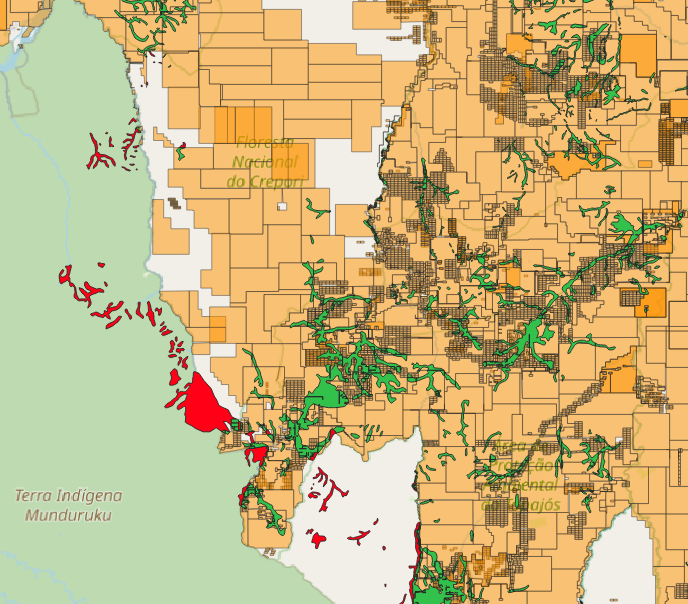 Floresta
Nacional
do Crepori
Área de
Proteção
Ambiental
do Tapajós
Terra Indígena
Munduruku